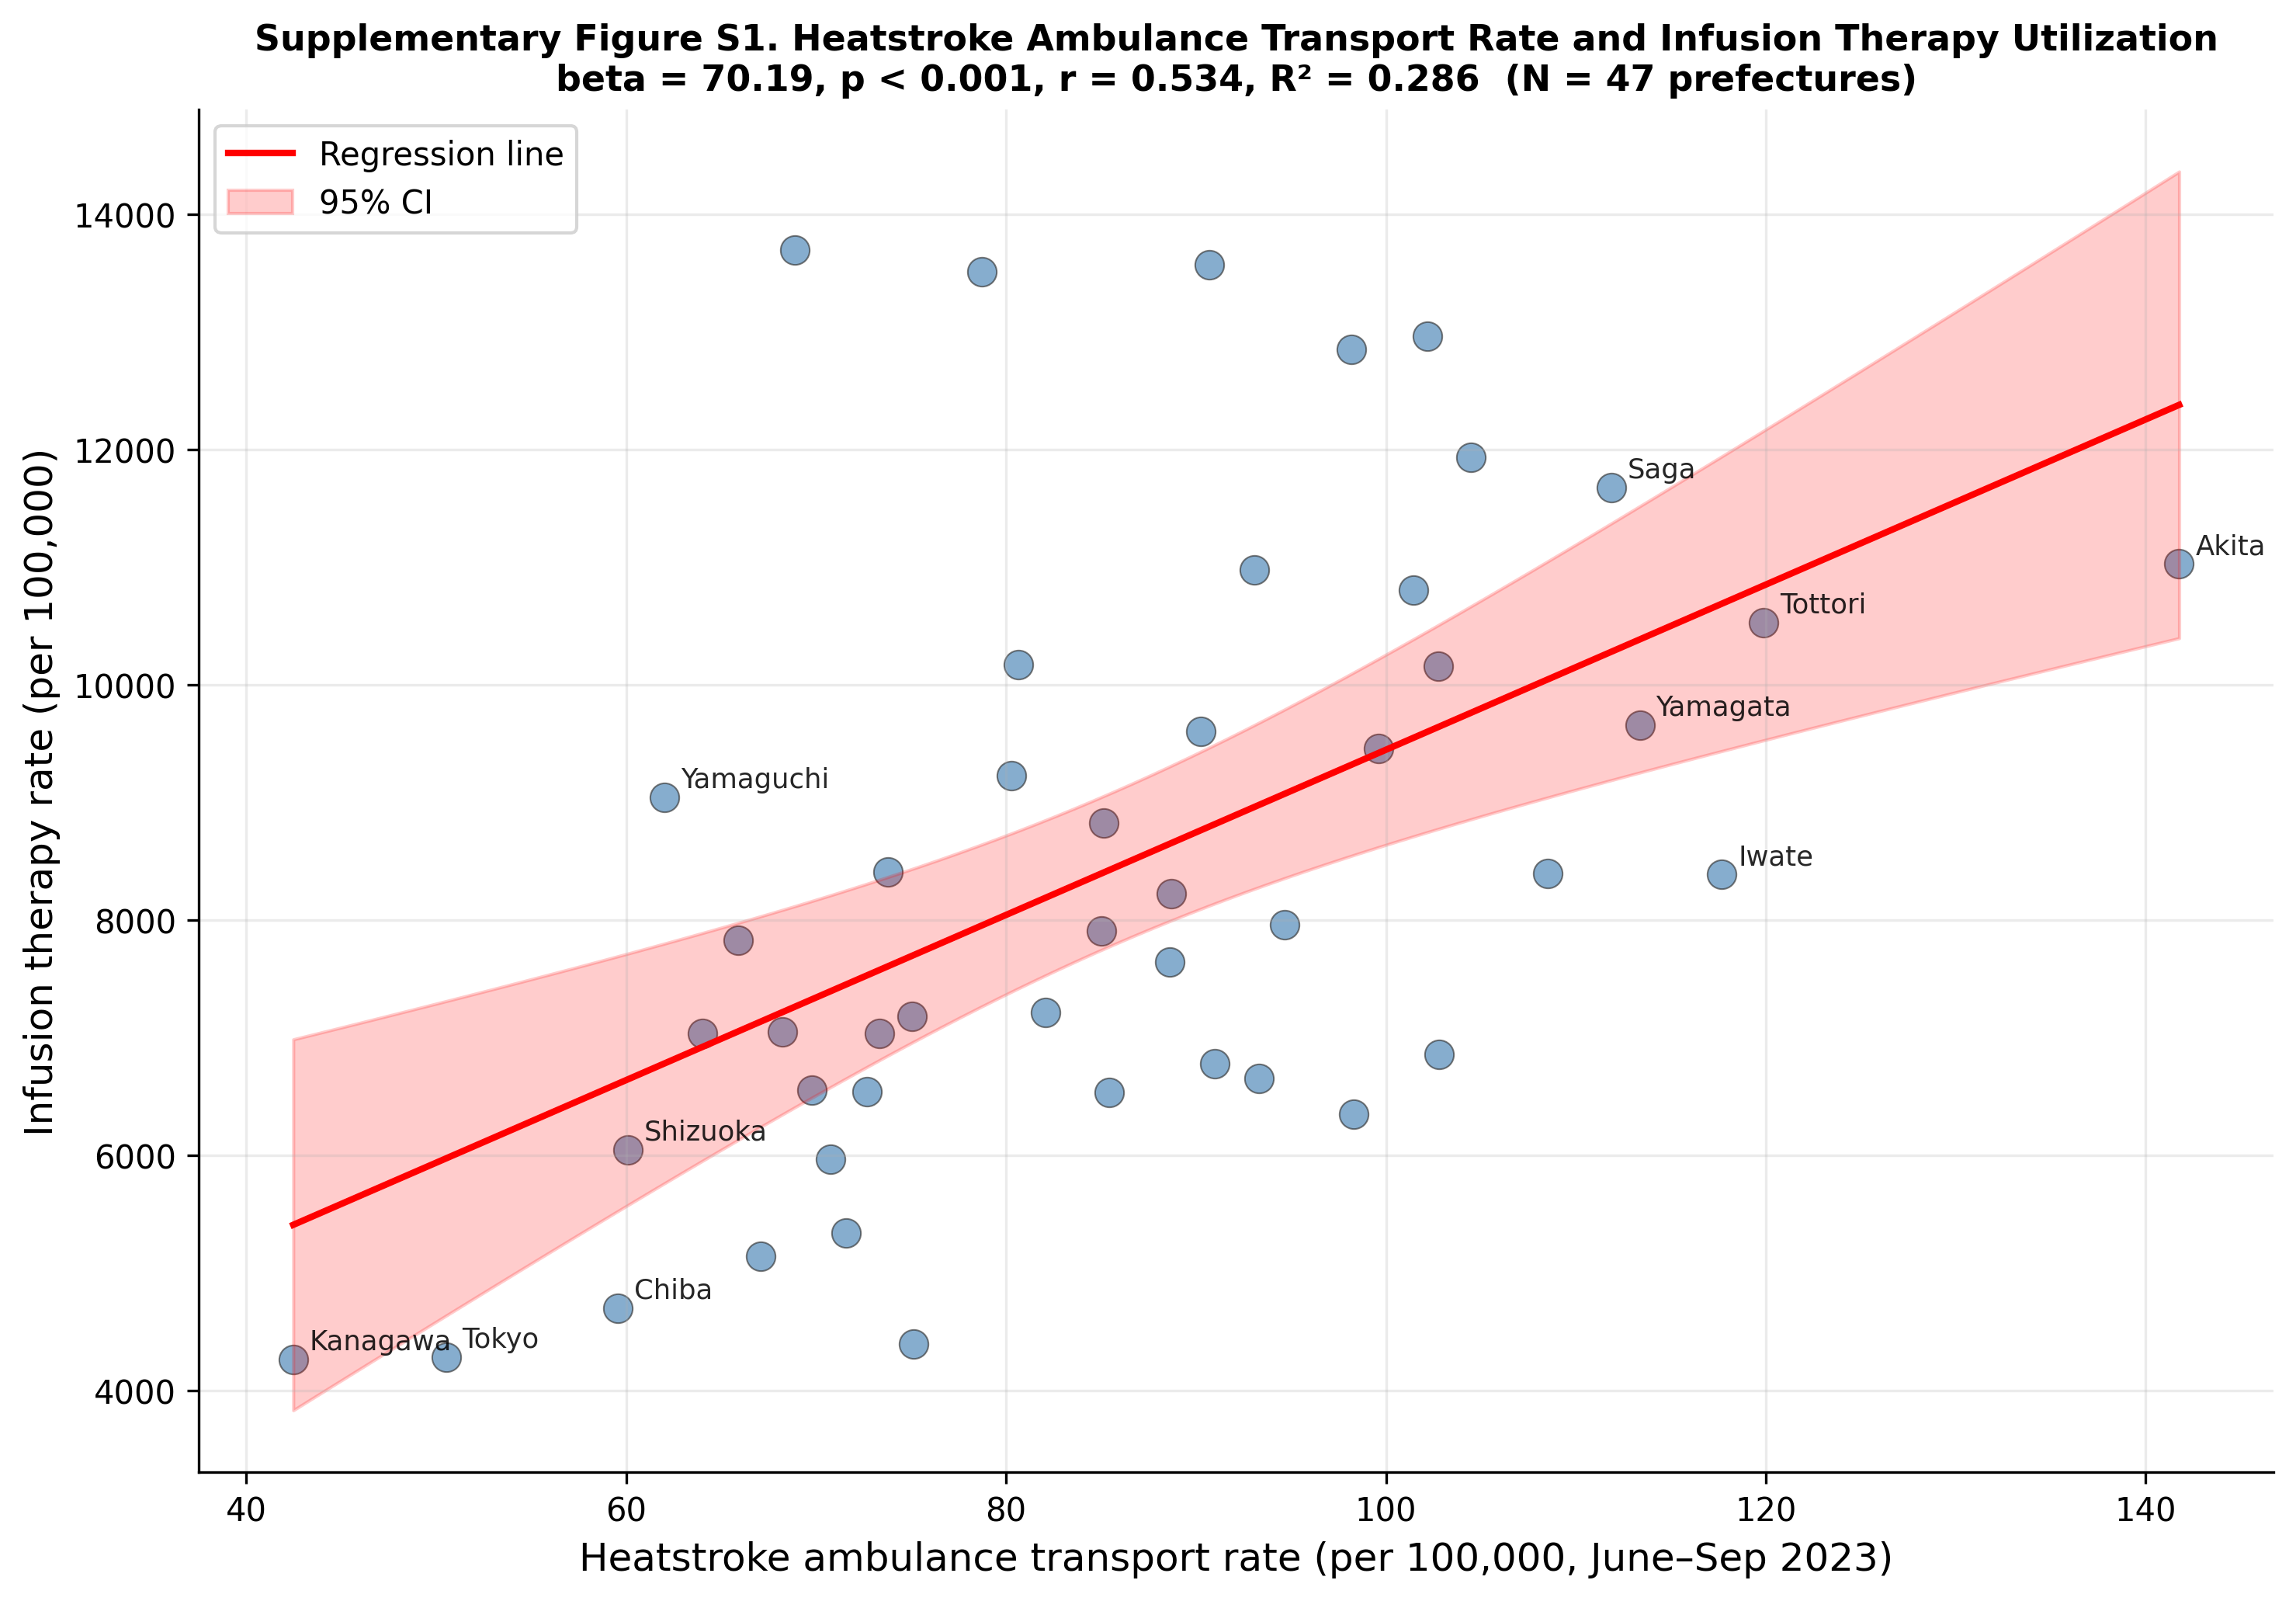 Supplementary Figure S1. Heatstroke Ambulance Transport Rate and Infusion Therapy Utilization
beta = 70.19, p < 0.001, r = 0.534, R² = 0.286 (N = 47 prefectures)
Regression line
95% CI
14000
12000
10000
8000
6000
4000
Infusion therapy rate (per 100,000)
Saga
Akita
Tottori
Yamagata
Yamaguchi
Iwate
Shizuoka
Chiba
Kanagawa
Tokyo
40 60 80 100 120 140
Heatstroke ambulance transport rate (per 100,000, June–Sep 2023)